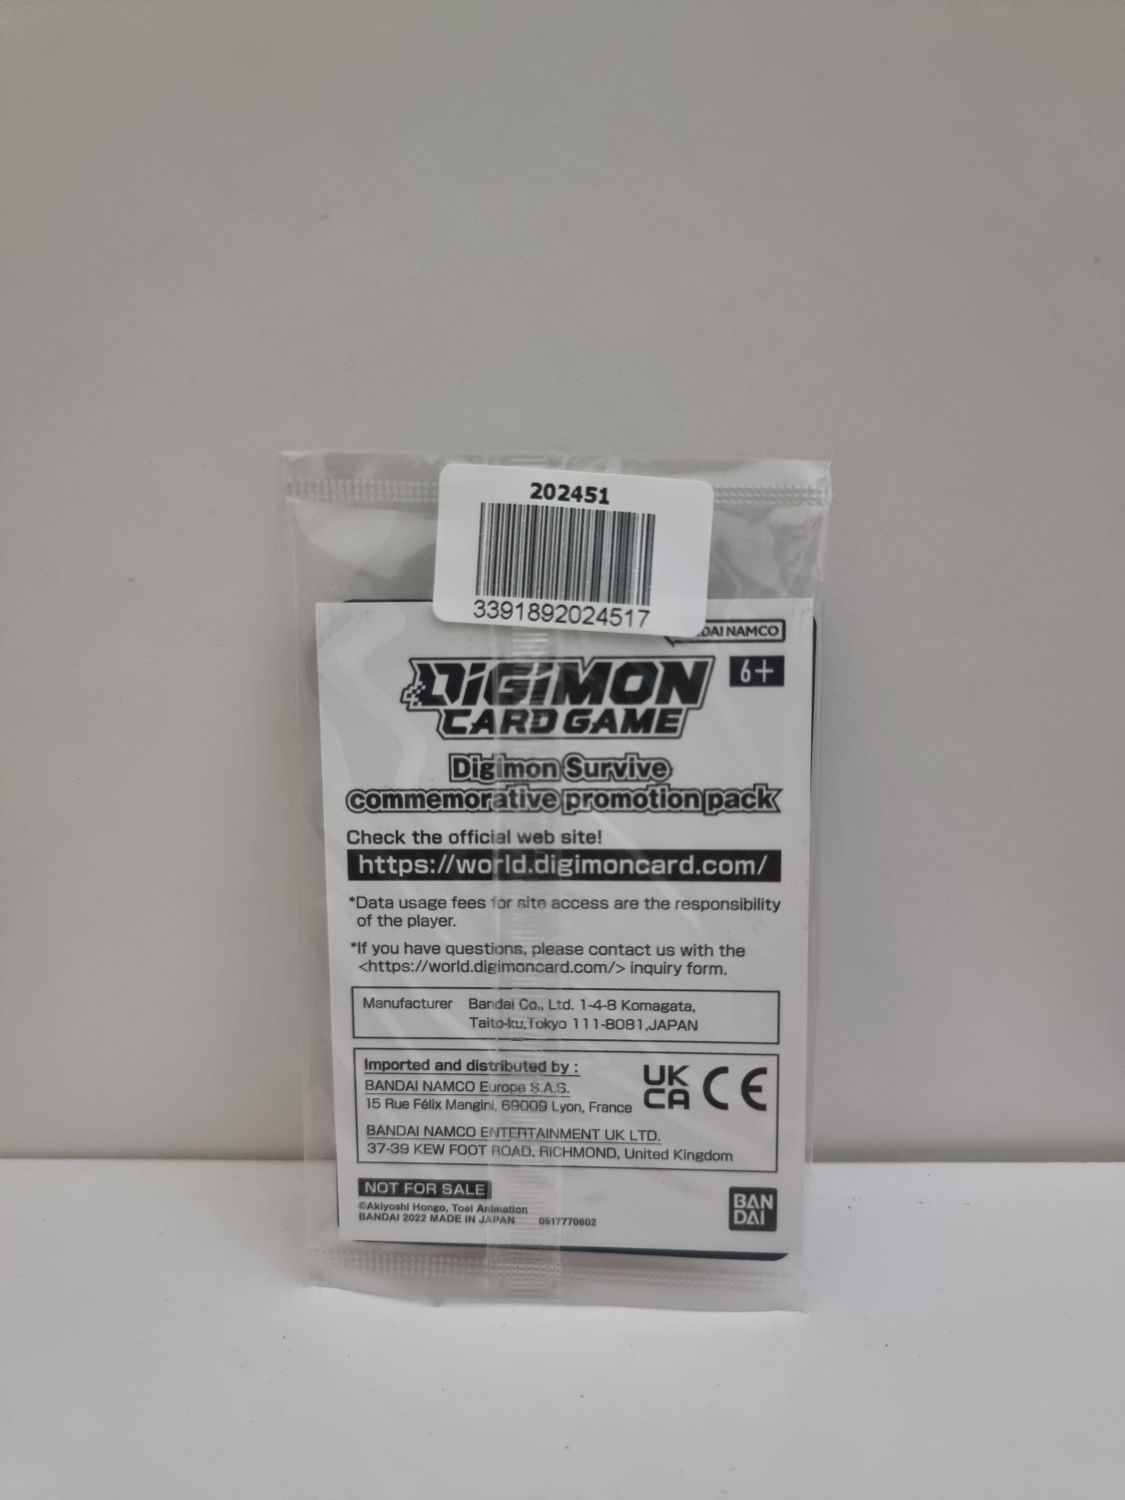 202451
3391892024517
DAI NAMCO
DIGIMON
CARD GAME
6+
Digimon Survive
commemorative promotion pack
Check the official web site!
https://world.digimoncard.com/
*Data usage fees for site access are the responsibility
of the player.
*If you have questions, please contact us with the
<https://world.digimoncard.com/> inquiry form.
Manufacturer Bandai Co., Ltd. 1-4-8 Komagata,
Taito-ku,Tokyo 111-8081,JAPAN
Imported and distributed by :
BANDAI NAMCO Europe S.A.S.
15 Rue Félix Mangini, 69009 Lyon, France
UK
CA
CE
BANDAI NAMCO ENTERTAINMENT UK LTD.
37-39 KEW FOOT ROAD, RICHMOND, United Kingdom
NOT FOR SALE
©Akiyoshi Hongo, Toei Animation
BANDAI 2022 MADE IN JAPAN 0517770602
BAN
DAI